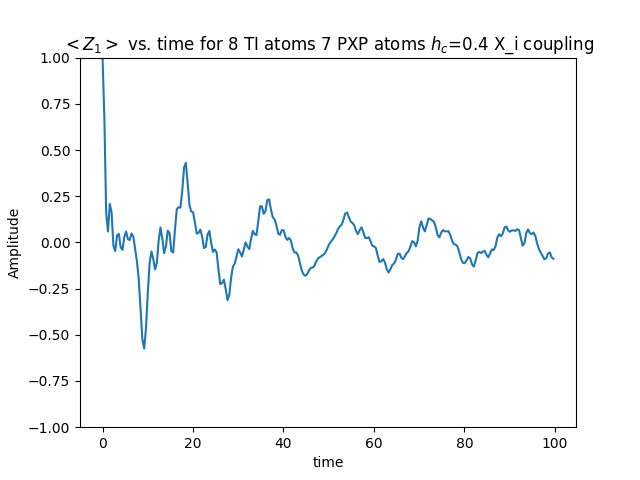 < Z₁ > vs. time for 8 TI atoms 7 PXP atoms h_c=0.4 X_i coupling
1.00
0.75
0.50
0.25
0.00
−0.25
−0.50
−0.75
−1.00
Amplitude
0 20 40 60 80 100
time